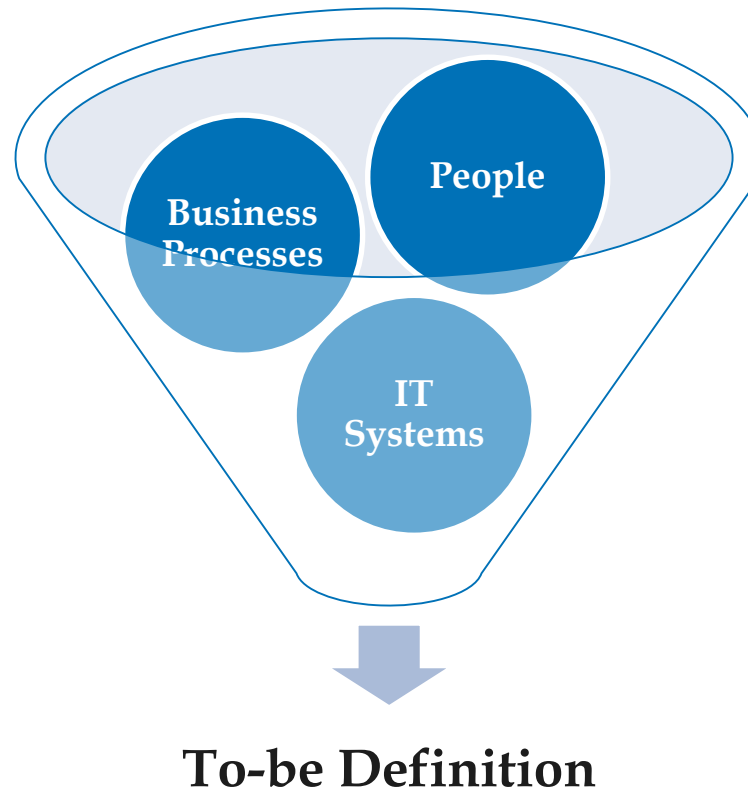 People
Business
Processes
IT
Systems
To-be Definition